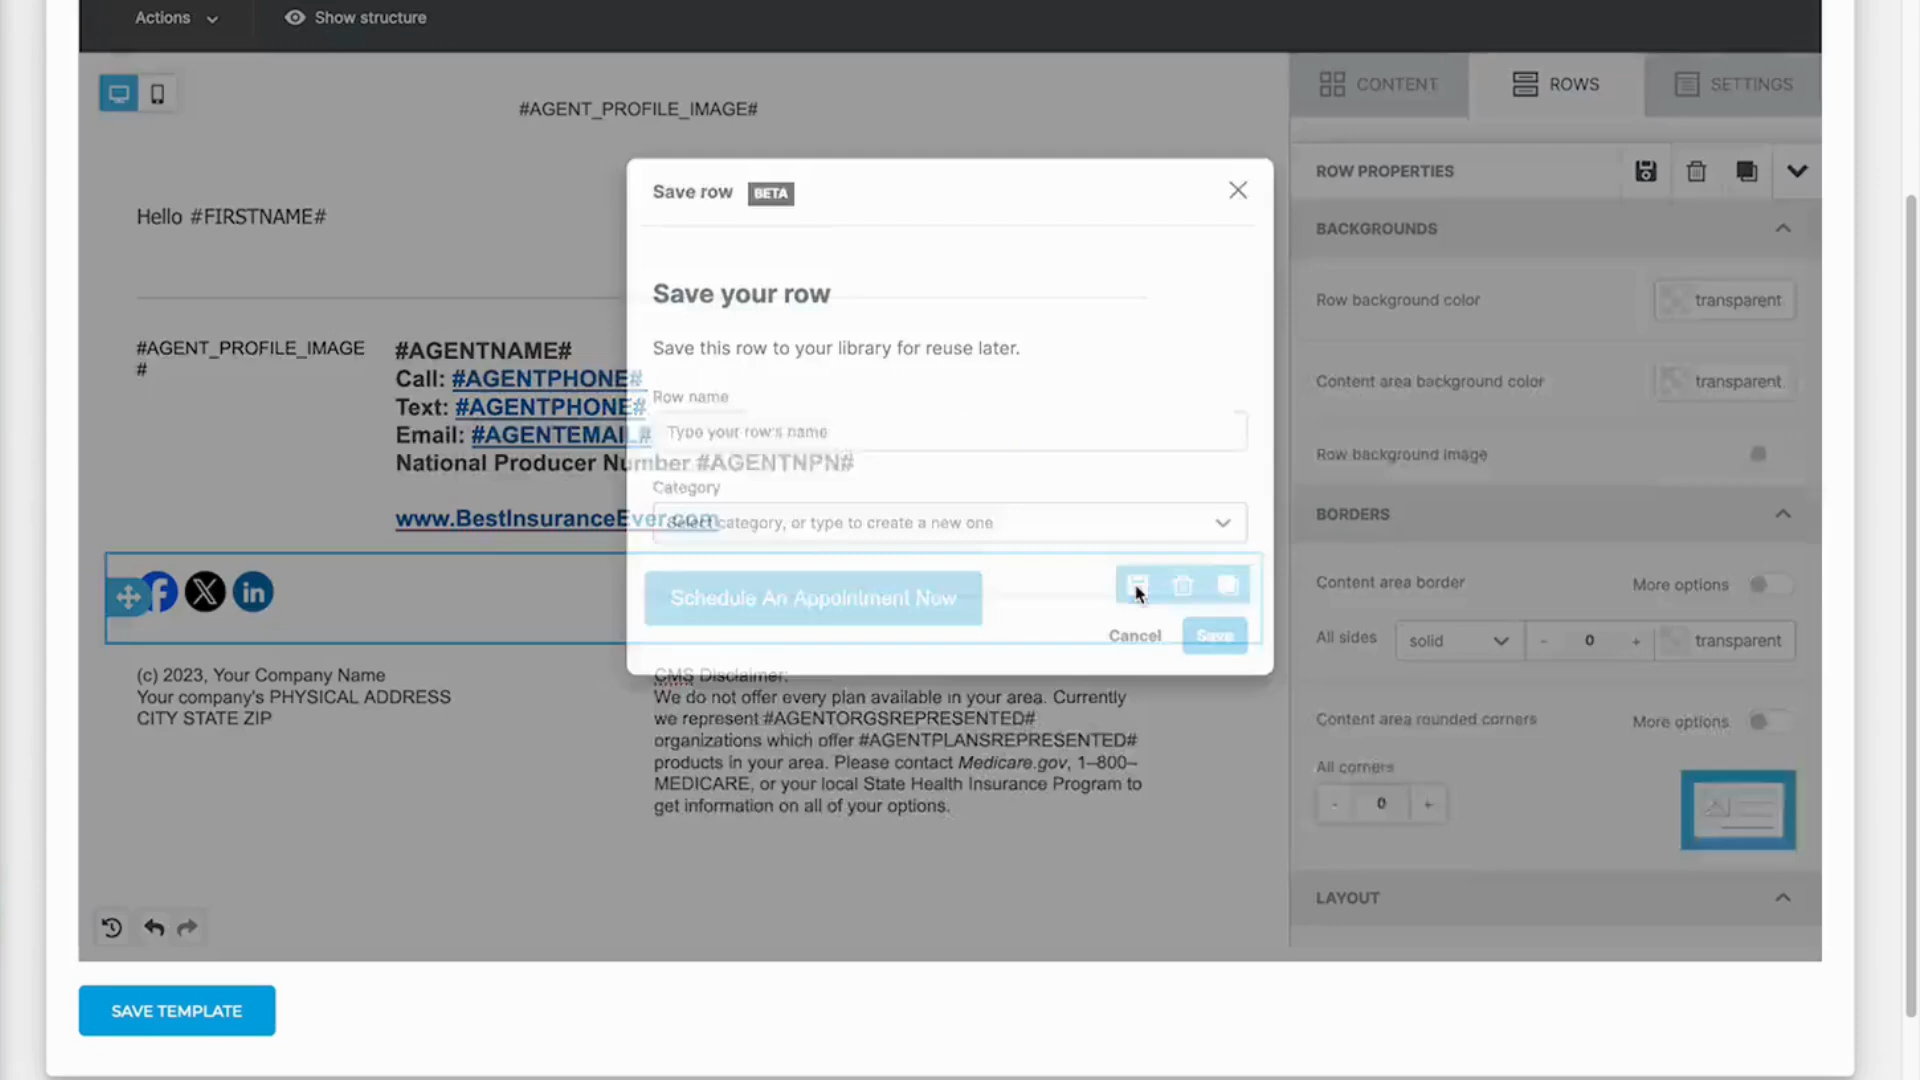 Actions
Show structure
#AGENT_PROFILE_IMAGE#
CONTENT
ROWS
SETTINGS
Hello #FIRSTNAME#
#AGENT_PROFILE_IMAGE
#
#AGENTNAME#
Call: #AGENTPHONE#
Text: #AGENTPHONE#
Email: #AGENTEMAIL#
National Producer Number #AGENTNPN#
www.BestInsuranceEver.com
Schedule An Appointment Now
(c) 2023, Your Company Name
Your company's PHYSICAL ADDRESS
CITY STATE ZIP
CMS Disclaimer:
We do not offer every plan available in your area. Currently
we represent #AGENTORGSREPRESENTED#
organizations which offer #AGENTPLANSREPRESENTED#
products in your area. Please contact Medicare.gov, 1–800–
MEDICARE, or your local State Health Insurance Program to
get information on all of your options.
Save row BETA
Save your row
Save this row to your library for reuse later.
Row name
Type your row's name
Category
Select category, or type to create a new one
Cancel
Save
ROW PROPERTIES
BACKGROUNDS
Row background color
transparent
Content area background color
transparent
Row background image
BORDERS
Content area border
More options
All sides
solid
- 0 +
transparent
Content area rounded corners
More options
All corners
- 0 +
LAYOUT
SAVE TEMPLATE